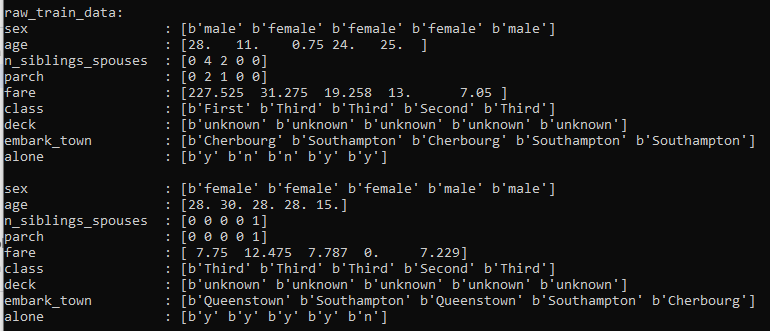 raw_train_data:
sex                 : [b'male' b'female' b'female' b'female' b'male']
age                 : [28.   11.    0.75 24.   25.  ]
n_siblings_spouses  : [0 4 2 0 0]
parch               : [0 2 1 0 0]
fare                : [227.525  31.275  19.258  13.      7.05 ]
class               : [b'First' b'Third' b'Third' b'Second' b'Third']
deck                : [b'unknown' b'unknown' b'unknown' b'unknown' b'unknown']
embark_town         : [b'Cherbourg' b'Southampton' b'Cherbourg' b'Southampton' b'Southampton']
alone               : [b'y' b'n' b'n' b'y' b'y']
sex                 : [b'female' b'female' b'female' b'male' b'male']
age                 : [28. 30. 28. 28. 15.]
n_siblings_spouses  : [0 0 0 0 1]
parch               : [0 0 0 0 1]
fare                : [ 7.75  12.475  7.787  0.     7.229]
class               : [b'Third' b'Third' b'Third' b'Second' b'Third']
deck                : [b'unknown' b'unknown' b'unknown' b'unknown' b'unknown']
embark_town         : [b'Queenstown' b'Southampton' b'Queenstown' b'Southampton' b'Cherbourg']
alone               : [b'y' b'y' b'y' b'y' b'n']